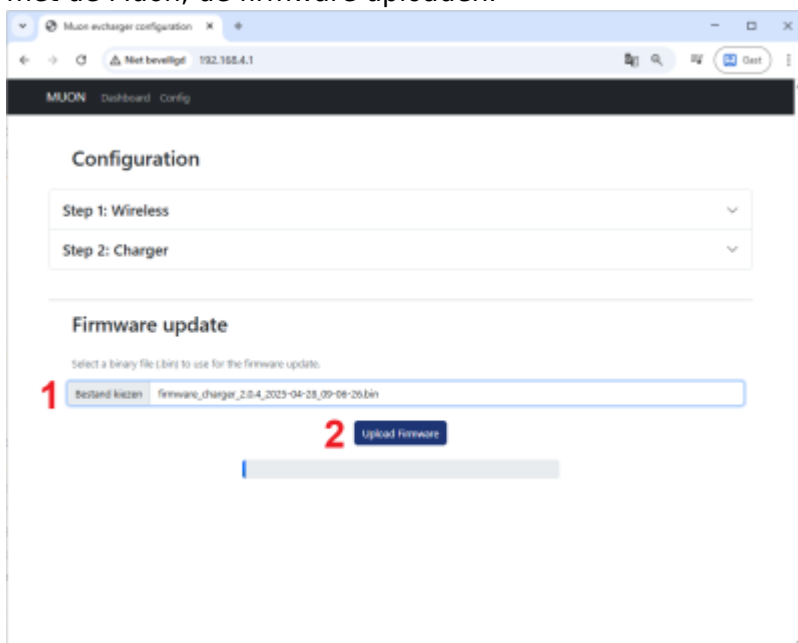 met de Muon, de firmware uploaden.
Muon evcharger configuration
Niet beveiligd 192.168.4.1
Gast
MUON Dashboard Config
Configuration
Step 1: Wireless
Step 2: Charger
Firmware update
Select a binary file (.bin) to use for the firmware update.
1 Bestand kiezen firmware_charger_2.0.4_2025-04-28_09-06-26.bin
2 Upload Firmware